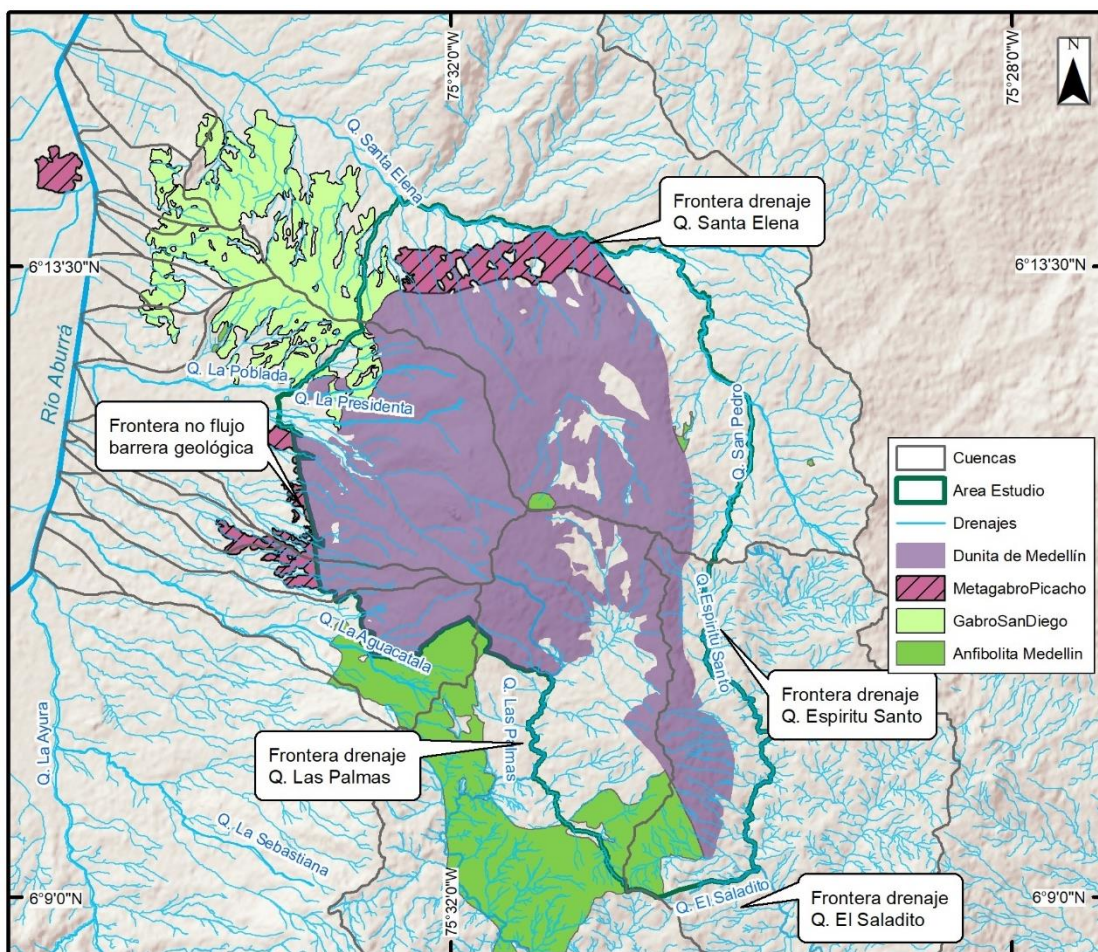 75°32'0"W
75°28'0"W
N
Q. Santa Elena
Frontera drenaje
Q. Santa Elena
6°13'30"N
6°13'30"N
Río Aburrá
Q. La Poblada
Q. La Presidenta
Frontera no flujo
barrera geológica
Q. San Pedro
Cuencas
Area Estudio
Drenajes
Dunita de Medellín
MetagabroPicacho
GabroSanDiego
Anfibolita Medellin
Q. Espiritu Santo
Q. La Aguacatala
Q. Las Palmas
Frontera drenaje
Q. Espiritu Santo
Frontera drenaje
Q. Las Palmas
Q. La Ayura
Q. La Sebastiana
75°32'0"W
6°9'0"N
6°9'0"N
Q. El Saladito
Frontera drenaje
Q. El Saladito